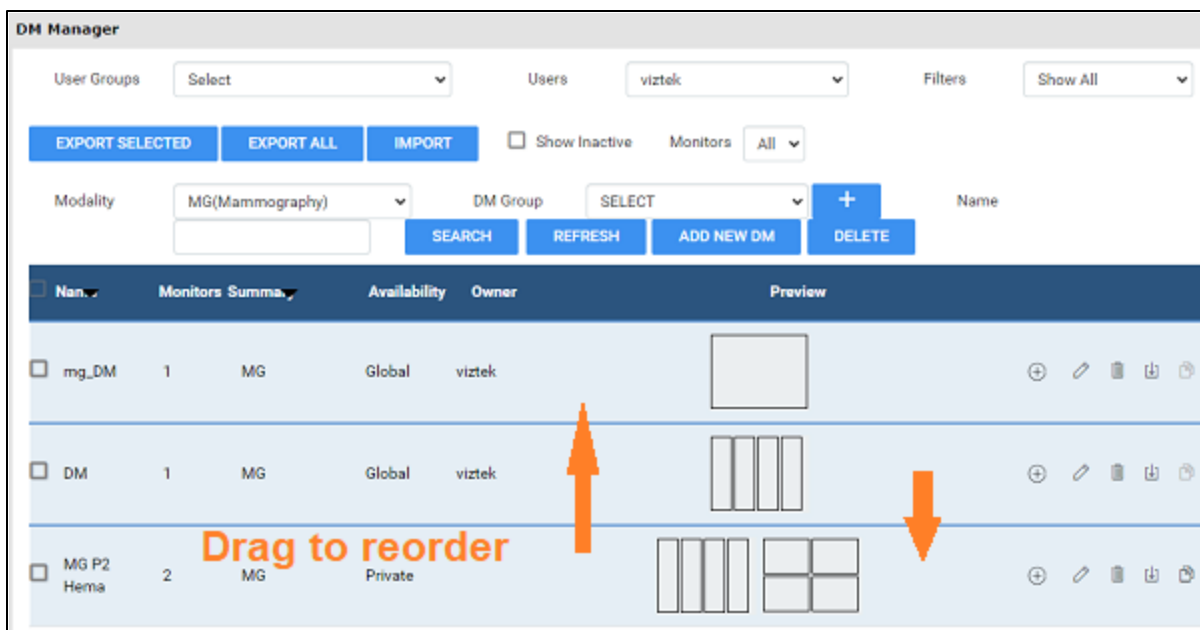 DM Manager
User Groups Select Users viztek Filters Show All
EXPORT SELECTED EXPORT ALL IMPORT Show Inactive Monitors All
Modality MG(Mammography) DM Group SELECT + Name
SEARCH REFRESH ADD NEW DM DELETE
Nan Monitors Summa Availability Owner Preview
mg_DM 1 MG Global viztek
DM 1 MG Global viztek
Drag to reorder
MG P2
Hema
2 MG Private